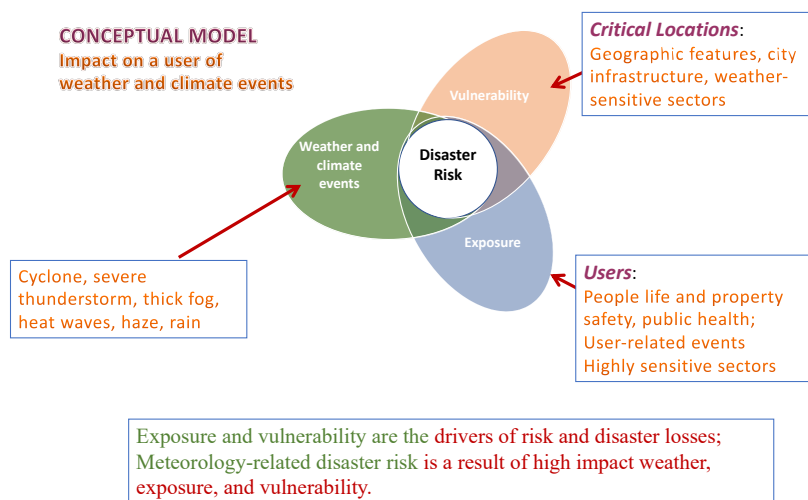 CONCEPTUAL MODEL
Impact on a user of
weather and climate events
Critical Locations:
Geographic features, city
infrastructure, weather-
sensitive sectors
Vulnerability
Weather and
climate
events
Disaster
Risk
Exposure
Cyclone, severe
thunderstorm, thick fog,
heat waves, haze, rain
Users:
People life and property
safety, public health;
User-related events
Highly sensitive sectors
Exposure and vulnerability are the drivers of risk and disaster losses;
Meteorology-related disaster risk is a result of high impact weather,
exposure, and vulnerability.